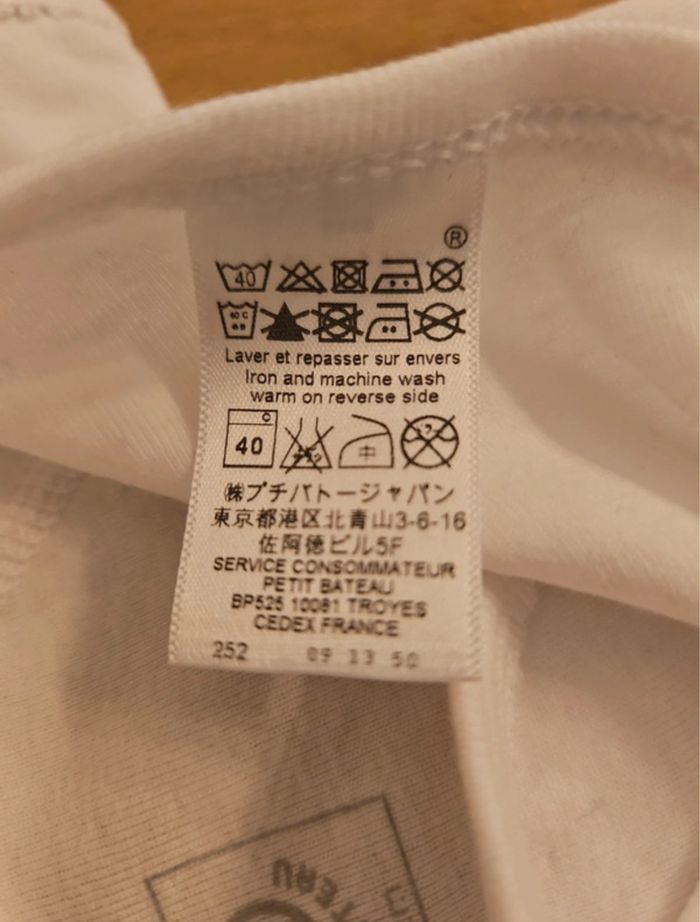 ®
40
40 C
Laver et repasser sur envers
Iron and machine wash
warm on reverse side
40
中
㈱プチバトージャパン
東京都港区北青山3-6-16
佐阿徳ビル5F
SERVICE CONSOMMATEUR
PETIT BATEAU
BP525 10081 TROYES
CEDEX FRANCE
252 09 13 50